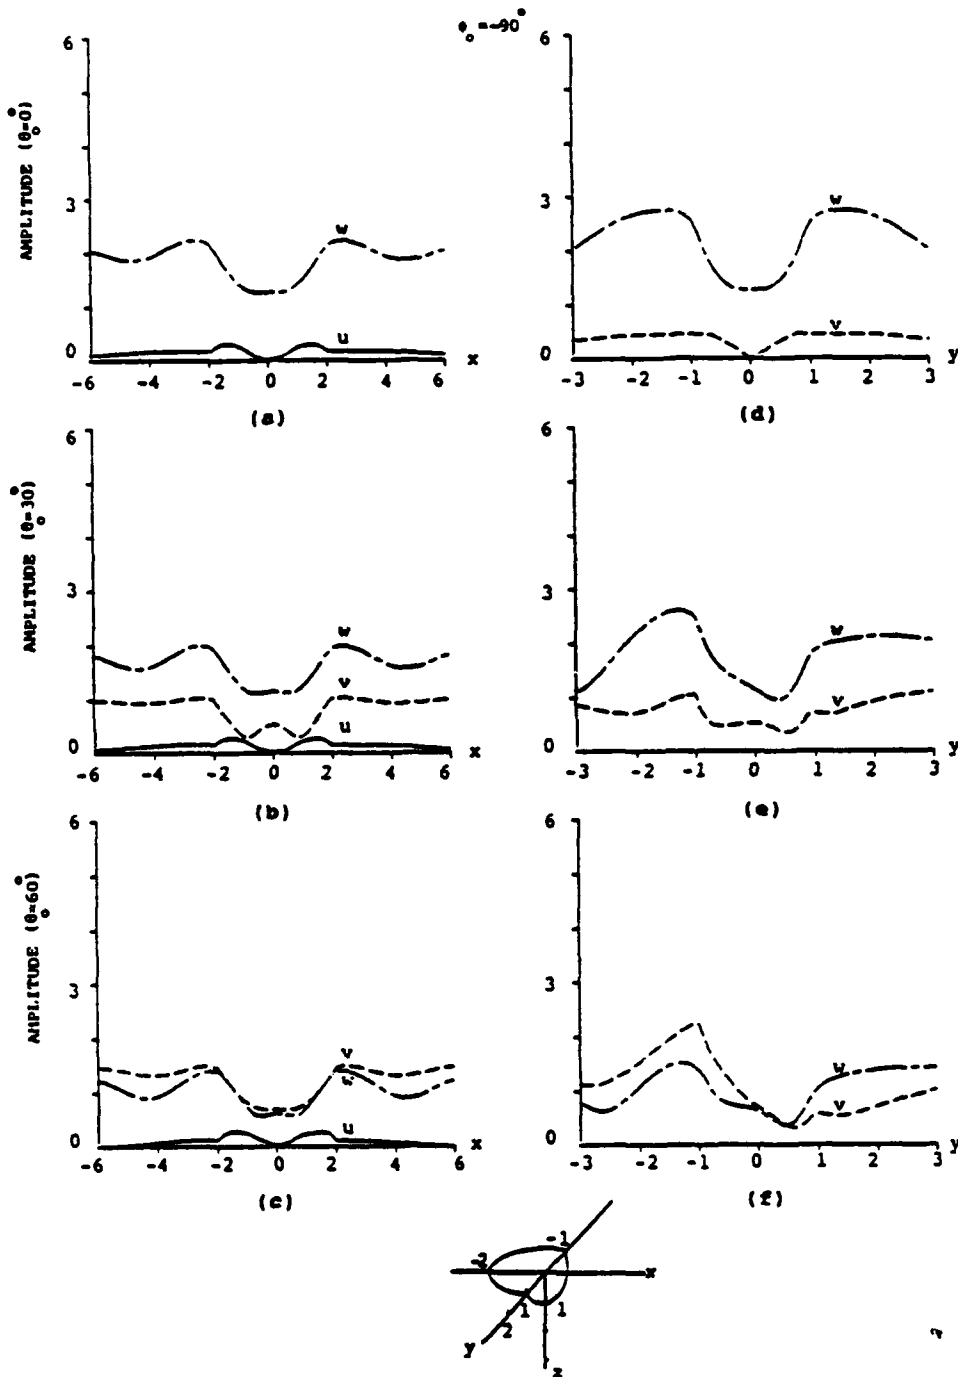 ϕ₀=-90°
AMPLITUDE (θ₀=0°)
6
3
0
w
u
-6 -4 -2 0 2 4 6 x
(a)
6
3
0
w
v
-3 -2 -1 0 1 2 3 y
(d)
AMPLITUDE (θ₀=30°)
6
3
0
w
v
u
-6 -4 -2 0 2 4 6 x
(b)
6
3
0
w
v
-3 -2 -1 0 1 2 3 y
(e)
AMPLITUDE (θ₀=60°)
6
3
0
v
w
u
-6 -4 -2 0 2 4 6 x
(c)
6
3
0
w
v
-3 -2 -1 0 1 2 3 y
(f)
-1
-2 x
1 1
2
y
z